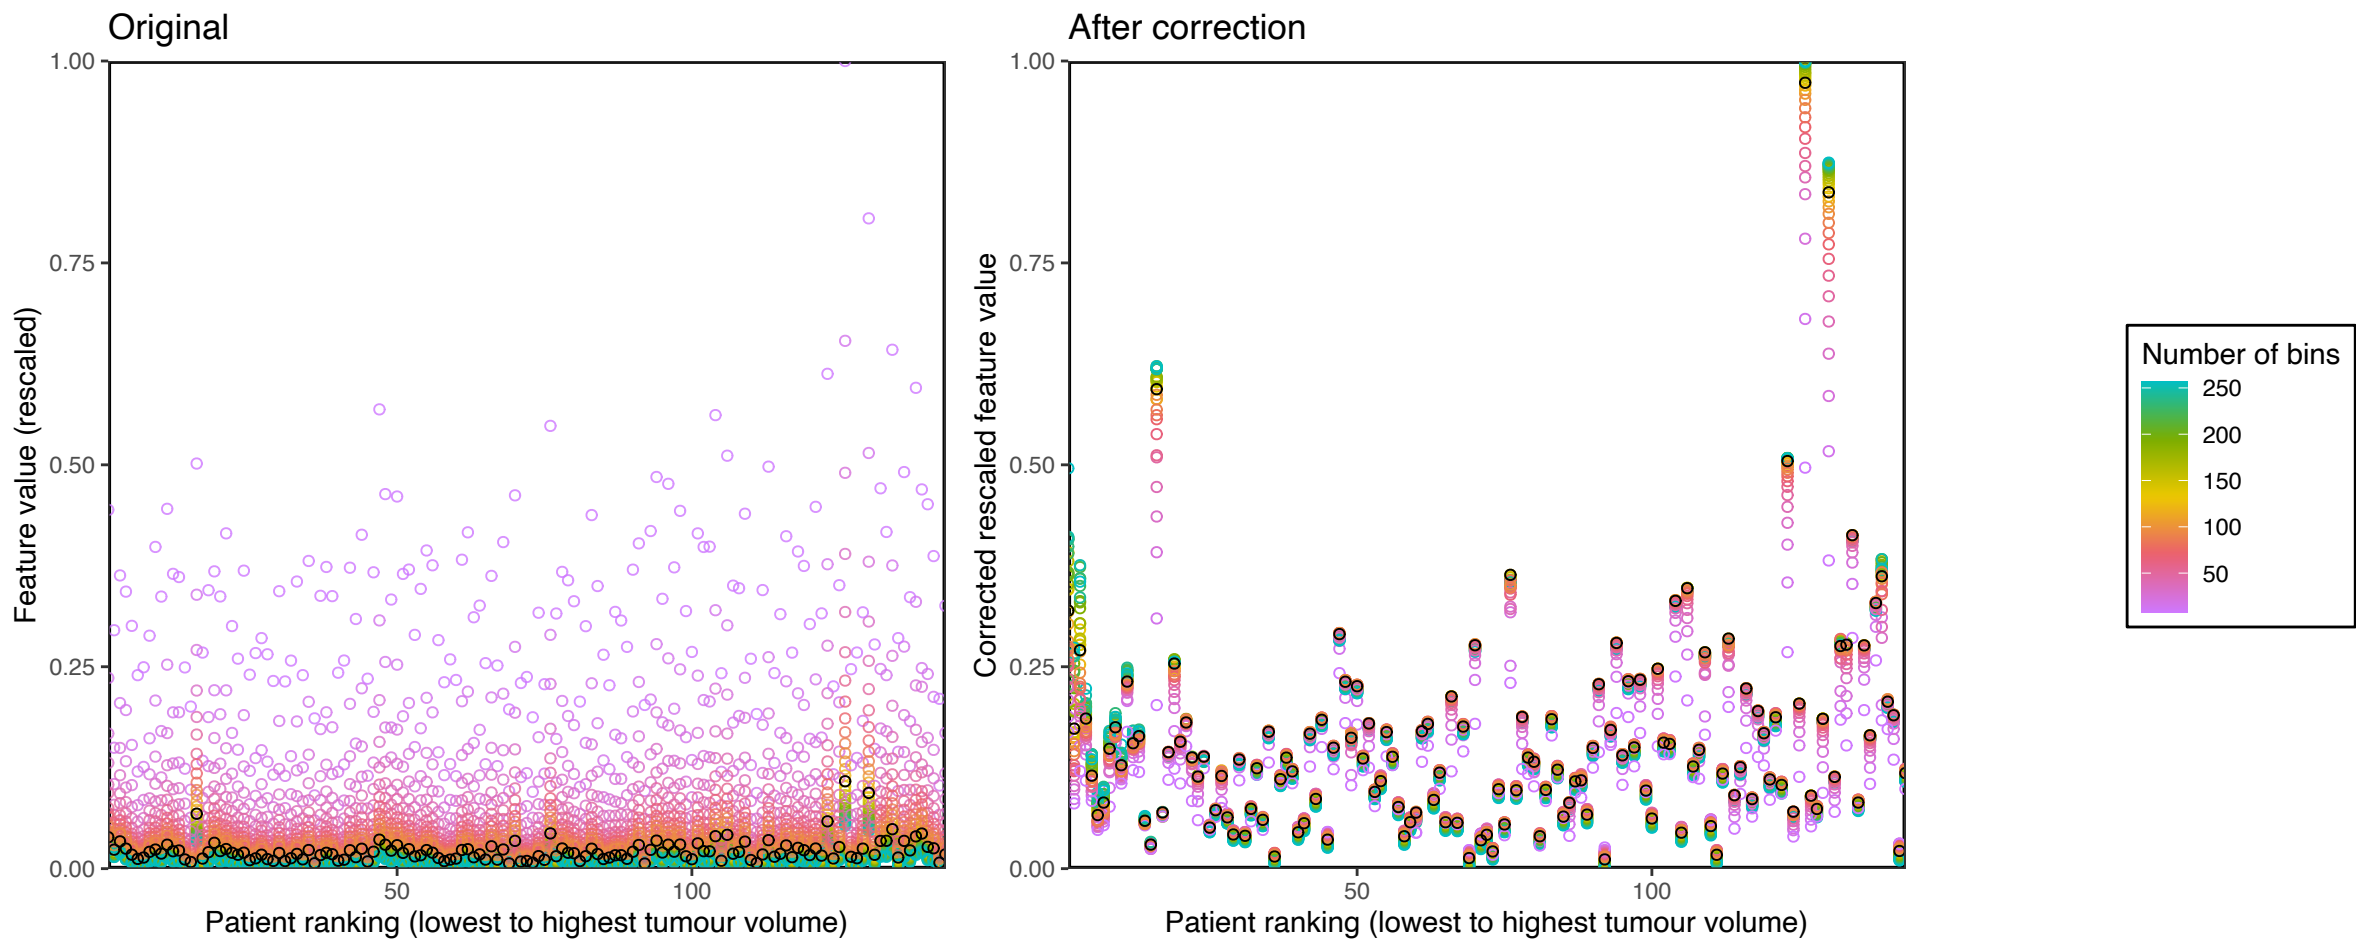 Original
After correction
Feature value (rescaled)
1.00
0.75
0.50
0.25
0.00
50
100
Patient ranking (lowest to highest tumour volume)
Corrected rescaled feature value
1.00
0.75
0.50
0.25
0.00
50
100
Patient ranking (lowest to highest tumour volume)
Number of bins
250
200
150
100
50